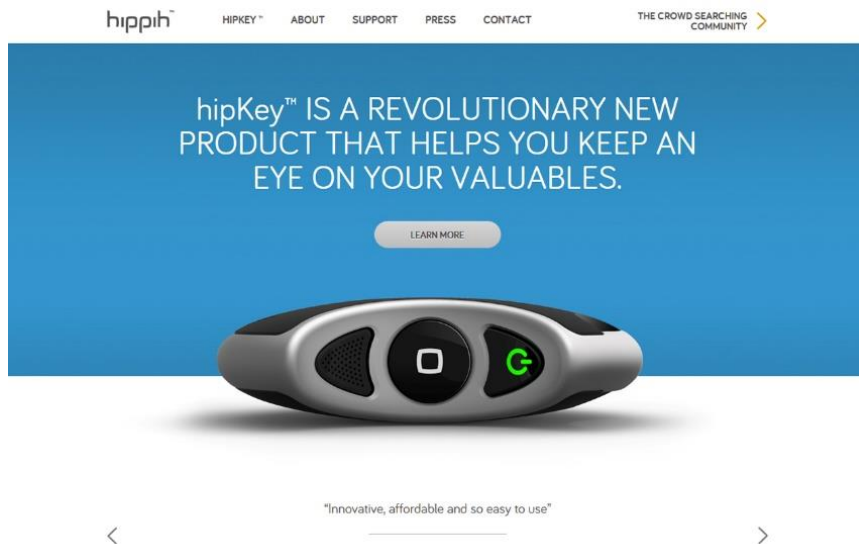 hippih™
HIPKEY™ ABOUT SUPPORT PRESS CONTACT
THE CROWD SEARCHING
COMMUNITY
hipKey™ IS A REVOLUTIONARY NEW
PRODUCT THAT HELPS YOU KEEP AN
EYE ON YOUR VALUABLES.
LEARN MORE
“Innovative, affordable and so easy to use”